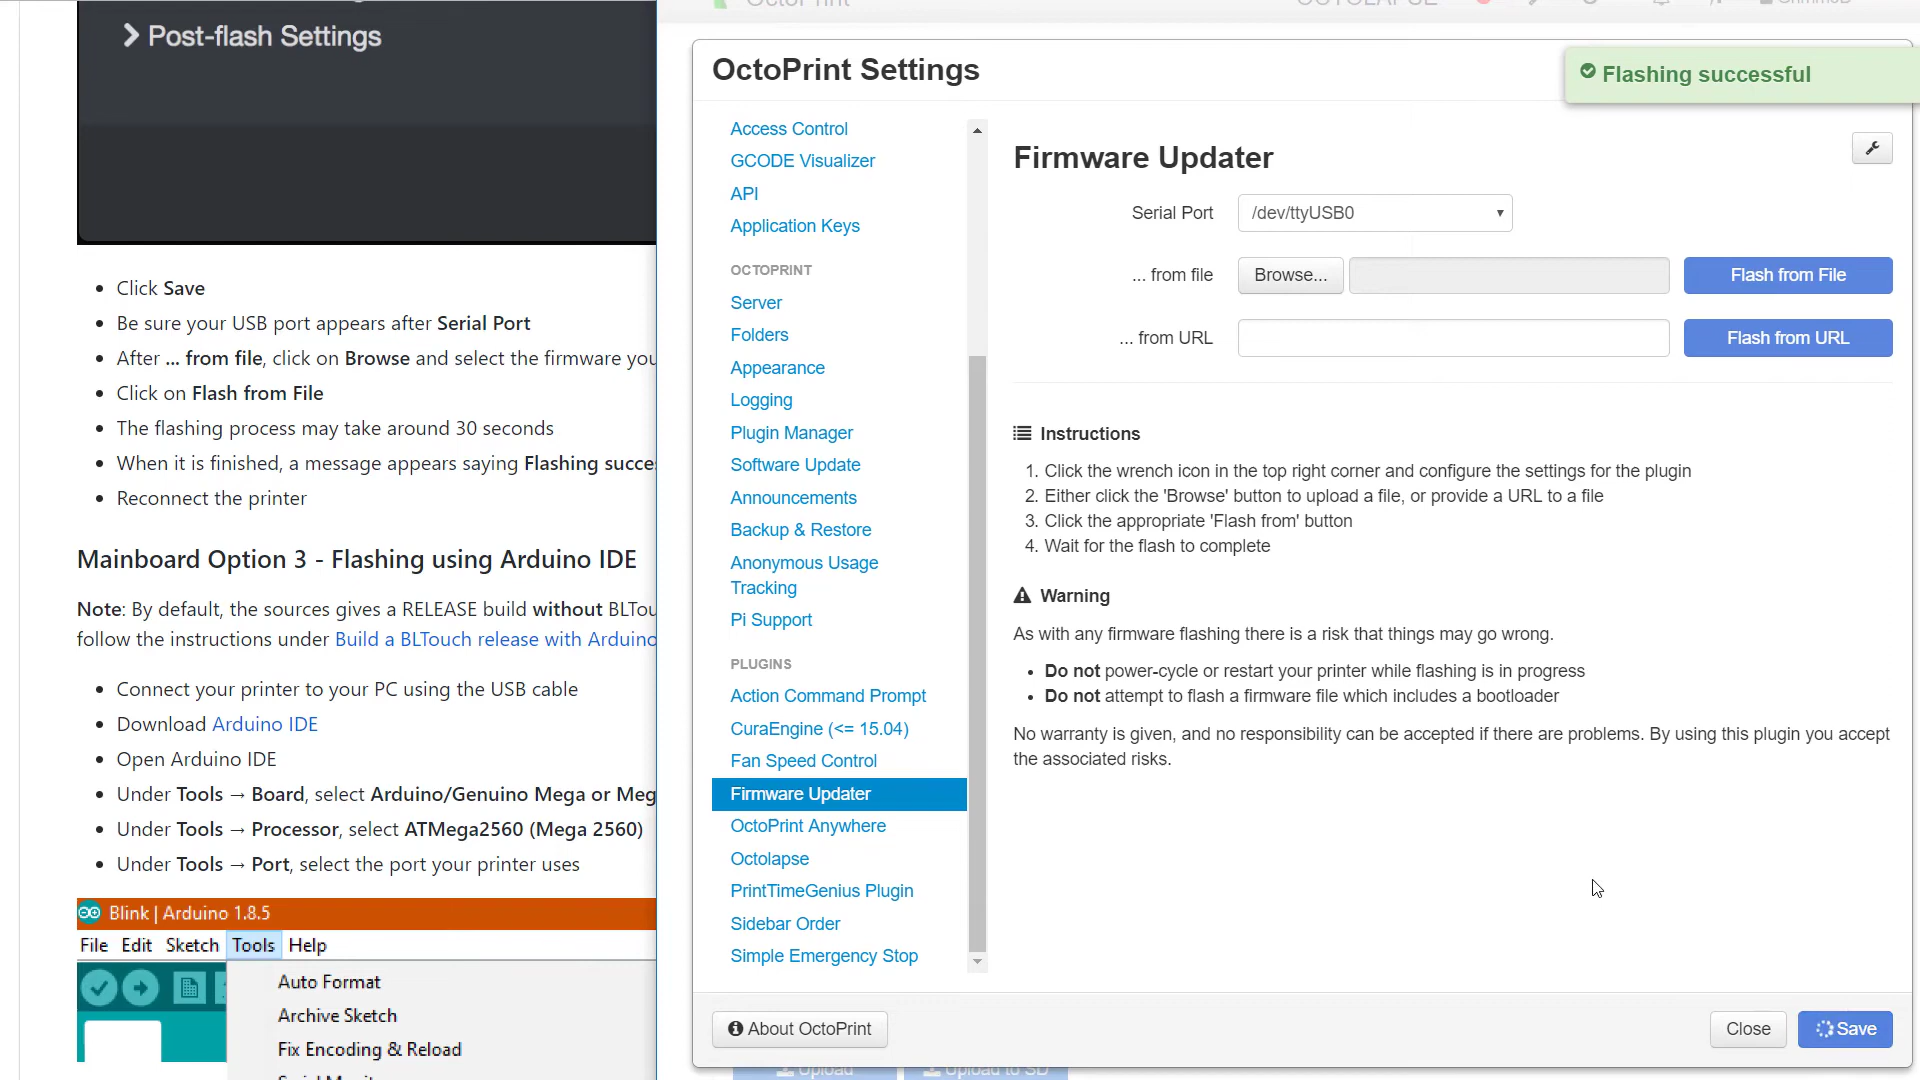 Post-flash Settings
Click Save
Be sure your USB port appears after Serial Port
After ... from file, click on Browse and select the firmware you
Click on Flash from File
The flashing process may take around 30 seconds
When it is finished, a message appears saying Flashing succe
Reconnect the printer
Mainboard Option 3 - Flashing using Arduino IDE
Note: By default, the sources gives a RELEASE build without BLTou
follow the instructions under Build a BLTouch release with Arduino
Connect your printer to your PC using the USB cable
Download Arduino IDE
Open Arduino IDE
Under Tools → Board, select Arduino/Genuino Mega or Meg
Under Tools → Processor, select ATMega2560 (Mega 2560)
Under Tools → Port, select the port your printer uses
Blink | Arduino 1.8.5
File Edit Sketch Tools Help
Auto Format
Archive Sketch
Fix Encoding & Reload
OctoPrint
OCTOLAPSE
OctoPrint Settings
Flashing successful
Access Control
GCODE Visualizer
API
Application Keys
OCTOPRINT
Server
Folders
Appearance
Logging
Plugin Manager
Software Update
Announcements
Backup & Restore
Anonymous Usage
Tracking
Pi Support
PLUGINS
Action Command Prompt
CuraEngine (<= 15.04)
Fan Speed Control
Firmware Updater
OctoPrint Anywhere
Octolapse
PrintTimeGenius Plugin
Sidebar Order
Simple Emergency Stop
Firmware Updater
Serial Port /dev/ttyUSB0
... from file Browse... Flash from File
... from URL Flash from URL
Instructions
1. Click the wrench icon in the top right corner and configure the settings for the plugin
2. Either click the 'Browse' button to upload a file, or provide a URL to a file
3. Click the appropriate 'Flash from' button
4. Wait for the flash to complete
Warning
As with any firmware flashing there is a risk that things may go wrong.
Do not power-cycle or restart your printer while flashing is in progress
Do not attempt to flash a firmware file which includes a bootloader
No warranty is given, and no responsibility can be accepted if there are problems. By using this plugin you accept
the associated risks.
About OctoPrint
Close Save
Upload Upload to SD